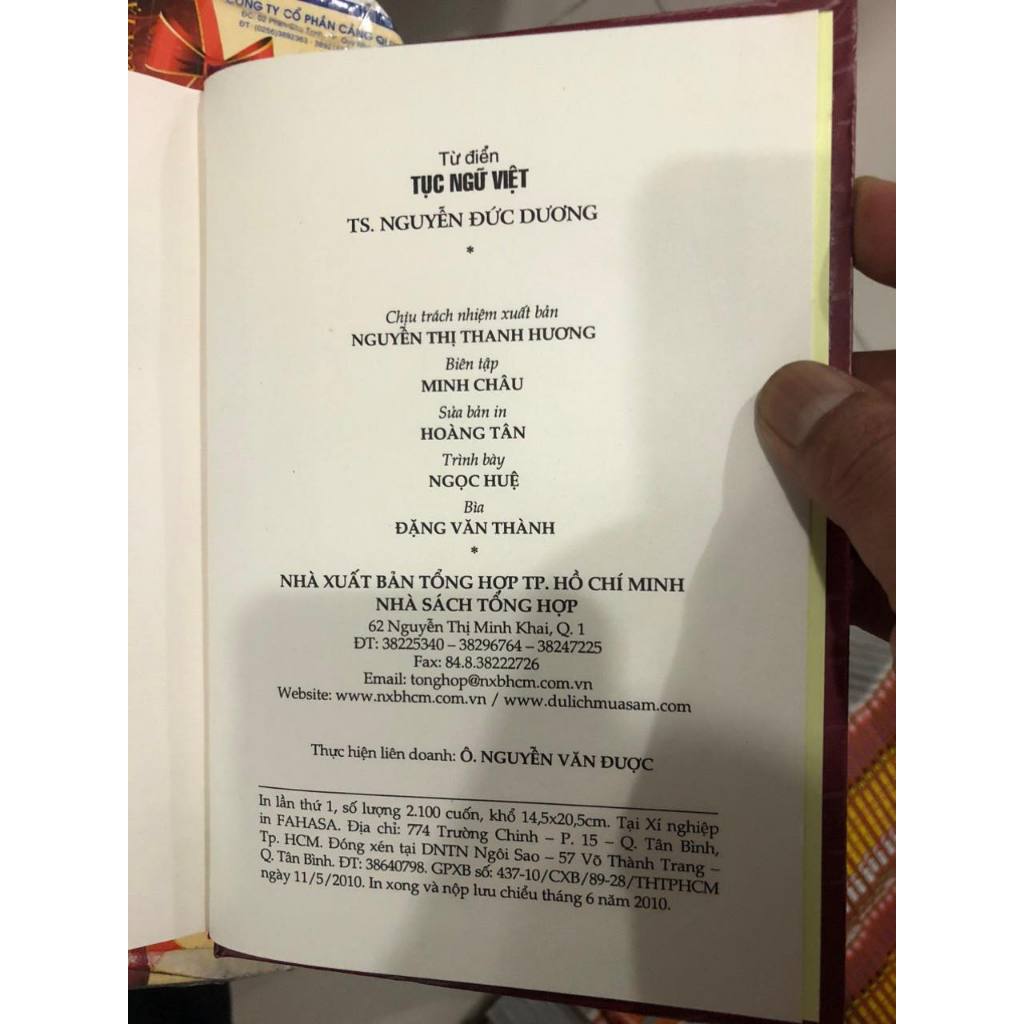 CÔNG TY CỔ PHẦN CẢNG QU
Từ điển
TỤC NGỮ VIỆT
TS. NGUYỄN ĐỨC DƯƠNG
*
Chịu trách nhiệm xuất bản
NGUYỄN THỊ THANH HƯƠNG
Biên tập
MINH CHÂU
Sửa bản in
HOÀNG TÂN
Trình bày
NGỌC HUỆ
Bìa
ĐẶNG VĂN THÀNH
*
NHÀ XUẤT BẢN TỔNG HỢP TP. HỒ CHÍ MINH
NHÀ SÁCH TỔNG HỢP
62 Nguyễn Thị Minh Khai, Q. 1
ĐT: 38225340 – 38296764 – 38247225
Fax: 84.8.38222726
Email: tonghop@nxbhcm.com.vn
Website: www.nxbhcm.com.vn / www.dulichmuasam.com
Thực hiện liên doanh: Ô. NGUYỄN VĂN ĐƯỢC
In lần thứ 1, số lượng 2.100 cuốn, khổ 14,5x20,5cm. Tại Xí nghiệp
in FAHASA. Địa chỉ: 774 Trường Chinh – P. 15 – Q. Tân Bình,
Tp. HCM. Đóng xén tại DNTN Ngôi Sao – 57 Võ Thành Trang –
Q. Tân Bình. ĐT: 38640798. GPXB số: 437-10/CXB/89-28/THTPHCM
ngày 11/5/2010. In xong và nộp lưu chiểu tháng 6 năm 2010.